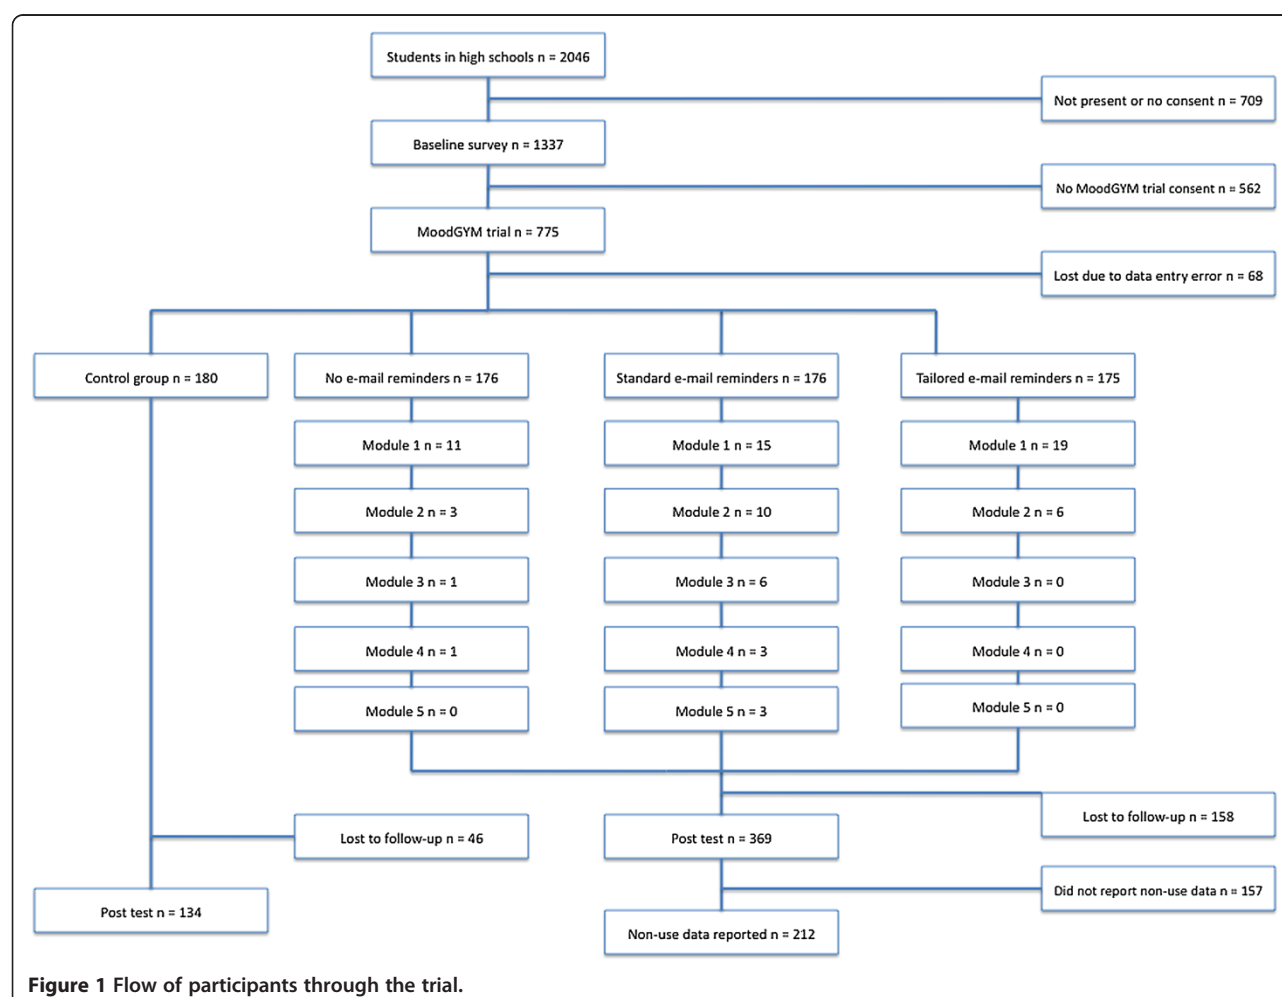 Students in high schools n = 2046
Not present or no consent n = 709
Baseline survey n = 1337
No MoodGYM trial consent n = 562
MoodGYM trial n = 775
Lost due to data entry error n = 68
Control group n = 180
No e-mail reminders n = 176
Standard e-mail reminders n = 176
Tailored e-mail reminders n = 175
Module 1 n = 11
Module 1 n = 15
Module 1 n = 19
Module 2 n = 3
Module 2 n = 10
Module 2 n = 6
Module 3 n = 1
Module 3 n = 6
Module 3 n = 0
Module 4 n = 1
Module 4 n = 3
Module 4 n = 0
Module 5 n = 0
Module 5 n = 3
Module 5 n = 0
Lost to follow-up n = 158
Lost to follow-up n = 46
Post test n = 369
Did not report non-use data n = 157
Post test n = 134
Non-use data reported n = 212
Figure 1 Flow of participants through the trial.